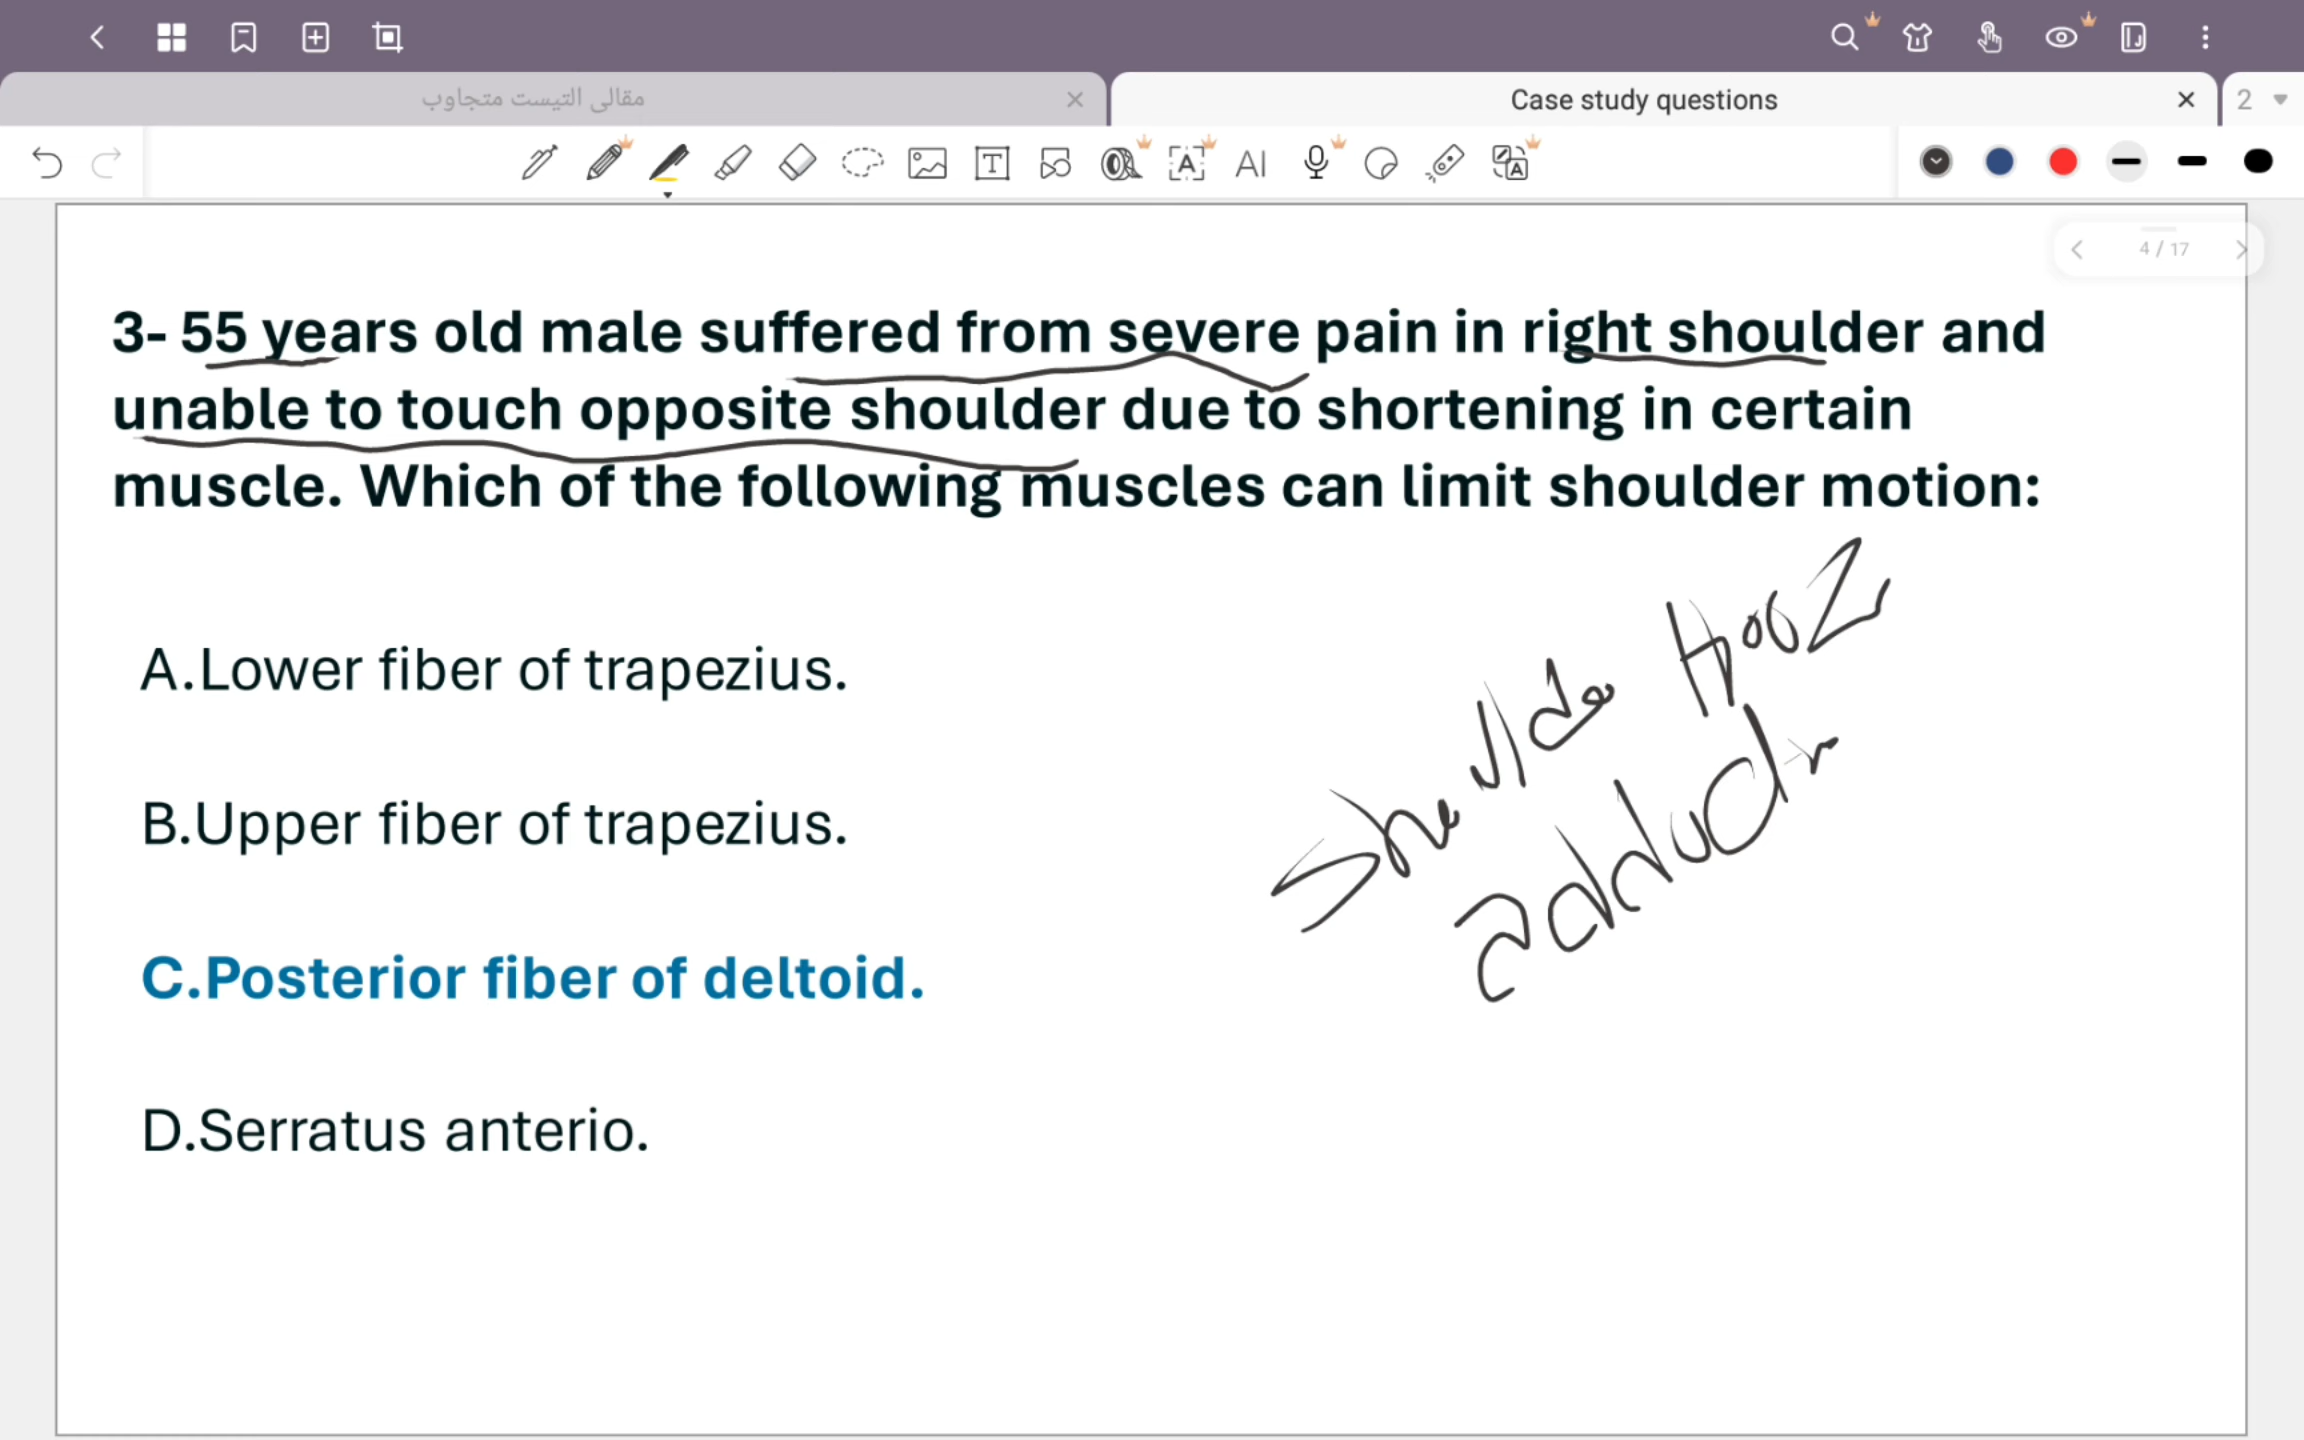 مقالى التيست متجاوب
Case study questions
2
AI
4 / 17
3- 55 years old male suffered from severe pain in right shoulder and
unable to touch opposite shoulder due to shortening in certain
muscle. Which of the following muscles can limit shoulder motion:
A.Lower fiber of trapezius.
B.Upper fiber of trapezius.
C.Posterior fiber of deltoid.
D.Serratus anterio.